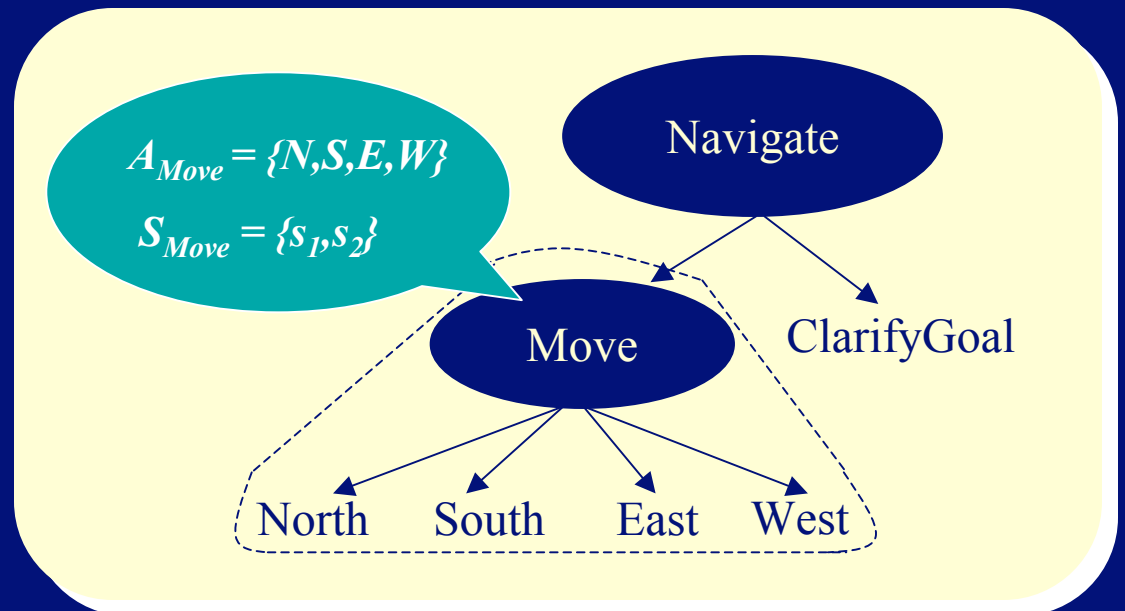 Navigate
A_Move = {N,S,E,W}
S_Move = {s_1,s_2}
Move
ClarifyGoal
North South East West